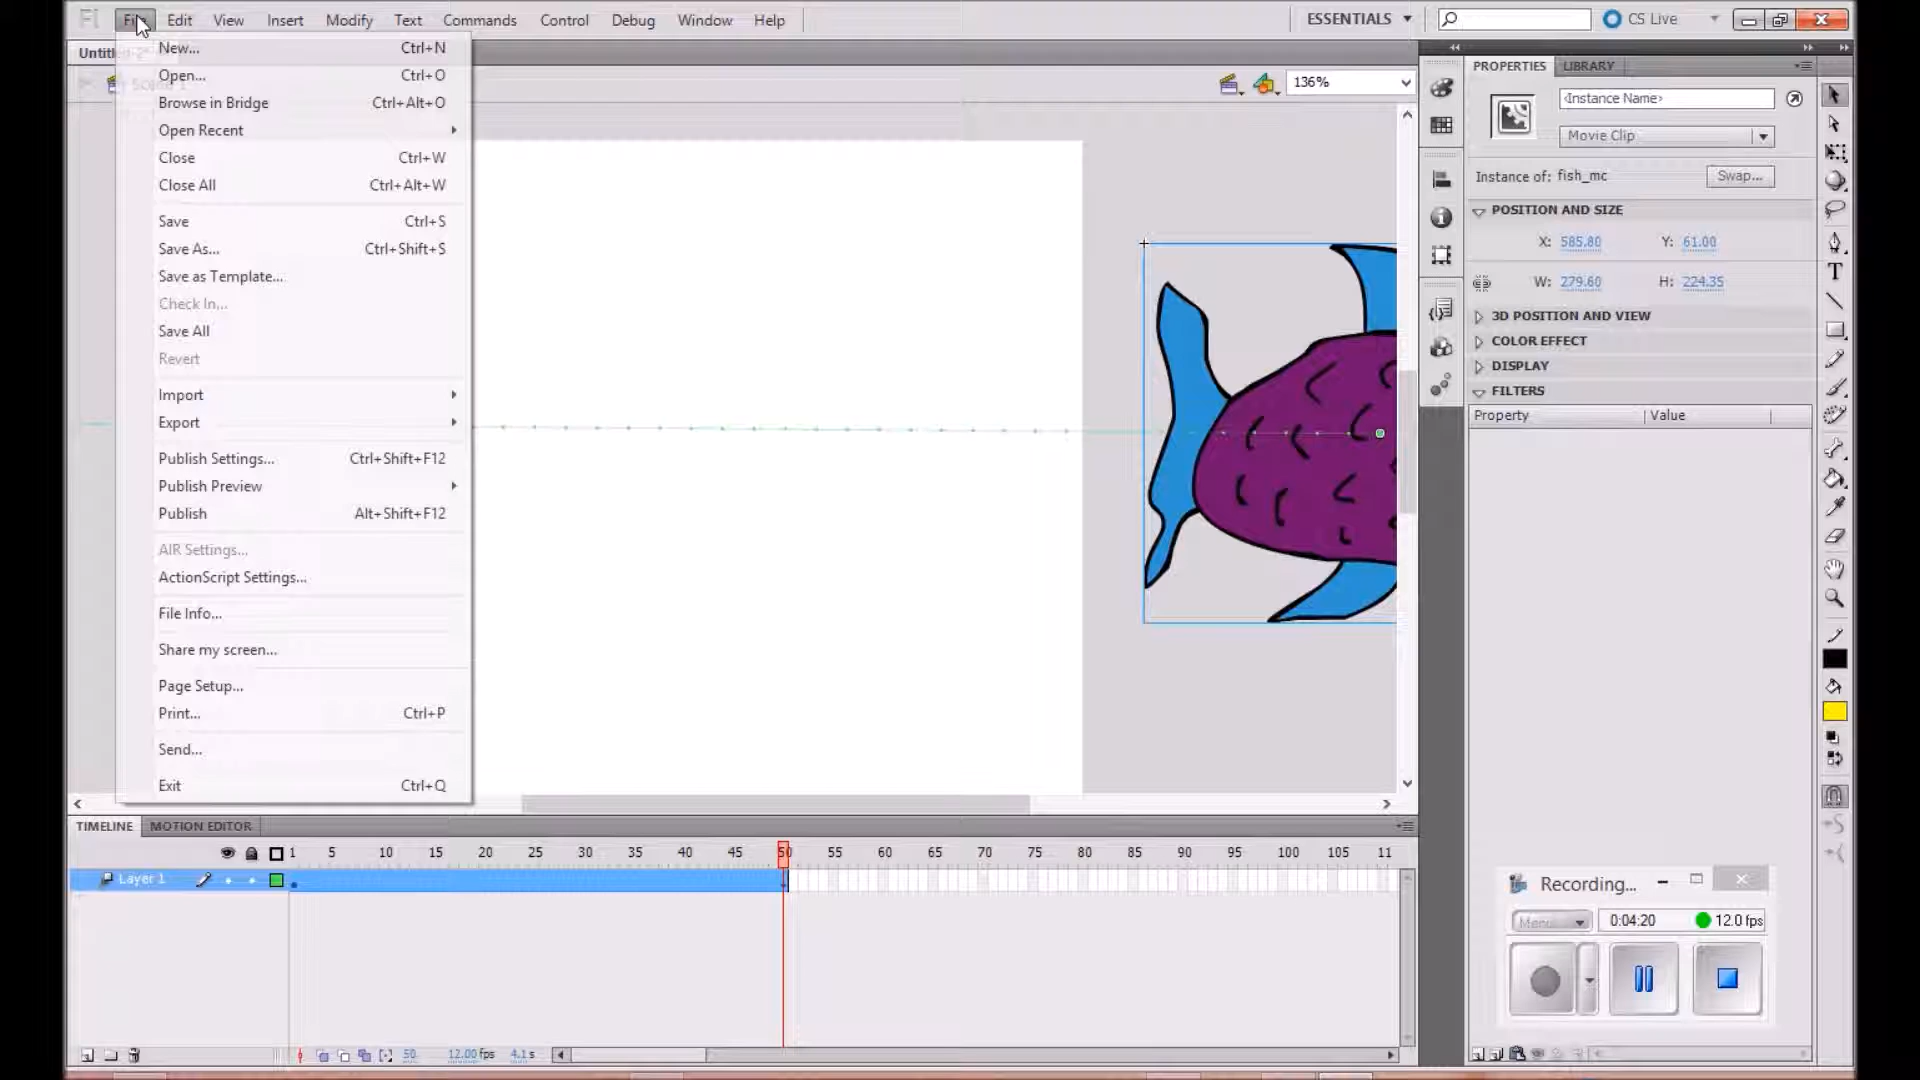 Fl File Edit View Insert Modify Text Commands Control Debug Window Help ESSENTIALS CS Live
Untitled-2*
Scene 1 136%
New... Ctrl+N
Open... Ctrl+O
Browse in Bridge Ctrl+Alt+O
Open Recent
Close Ctrl+W
Close All Ctrl+Alt+W
Save Ctrl+S
Save As... Ctrl+Shift+S
Save as Template...
Check In...
Save All
Revert
Import
Export
Publish Settings... Ctrl+Shift+F12
Publish Preview
Publish Alt+Shift+F12
AIR Settings...
ActionScript Settings...
File Info...
Share my screen...
Page Setup...
Print... Ctrl+P
Send...
Exit Ctrl+Q
PROPERTIES LIBRARY
<Instance Name>
Movie Clip
Instance of: fish_mc Swap...
POSITION AND SIZE
X: 585.80 Y: 61.00
W: 279.60 H: 224.35
3D POSITION AND VIEW
COLOR EFFECT
DISPLAY
FILTERS
Property Value
TIMELINE MOTION EDITOR
1 5 10 15 20 25 30 35 40 45 50 55 60 65 70 75 80 85 90 95 100 105 11
Layer 1
50 12.00 fps 4.1 s
Recording...
Menu 0:04:20 12.0 fps